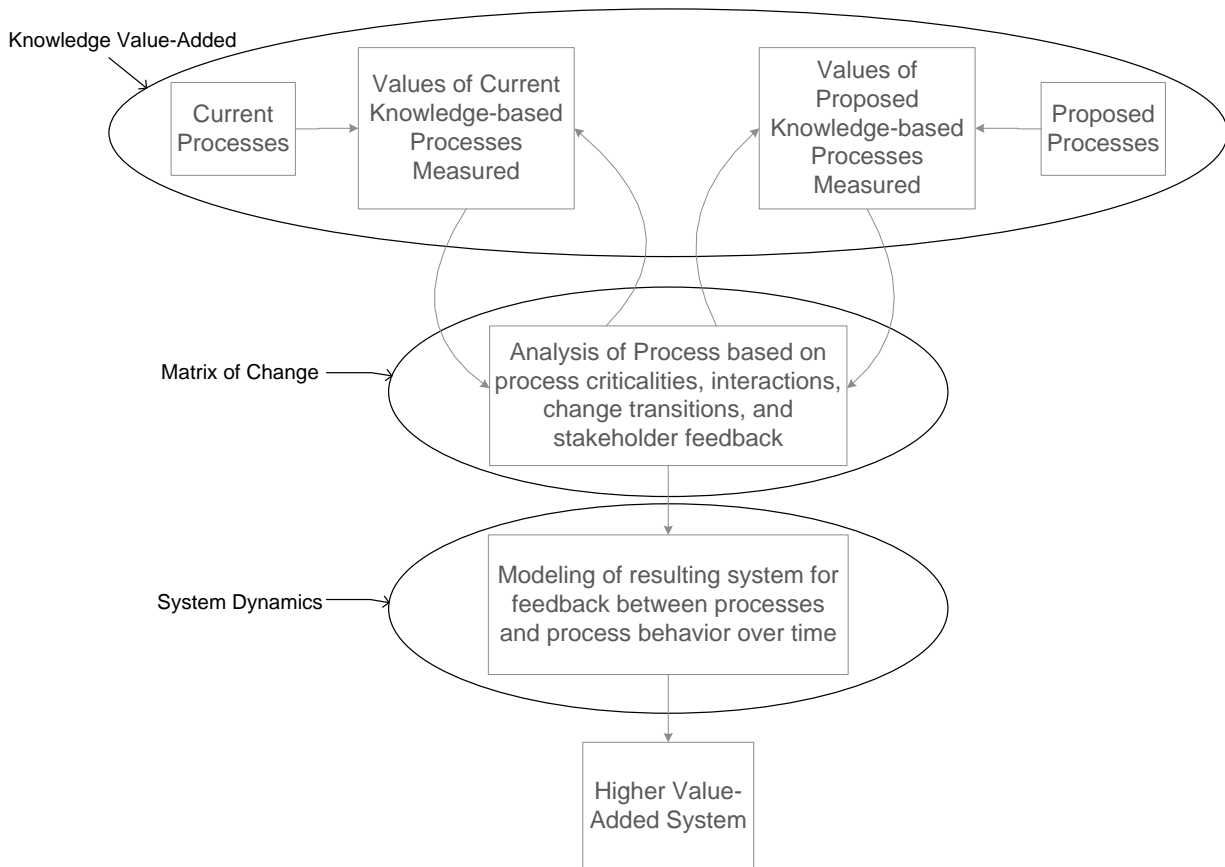 Knowledge Value-Added
Current
Processes
Values of Current
Knowledge-based
Processes
Measured
Values of
Proposed
Knowledge-based
Processes
Measured
Proposed
Processes
Matrix of Change
Analysis of Process based on
process criticalities, interactions,
change transitions, and
stakeholder feedback
System Dynamics
Modeling of resulting system for
feedback between processes
and process behavior over time
Higher Value-
Added System